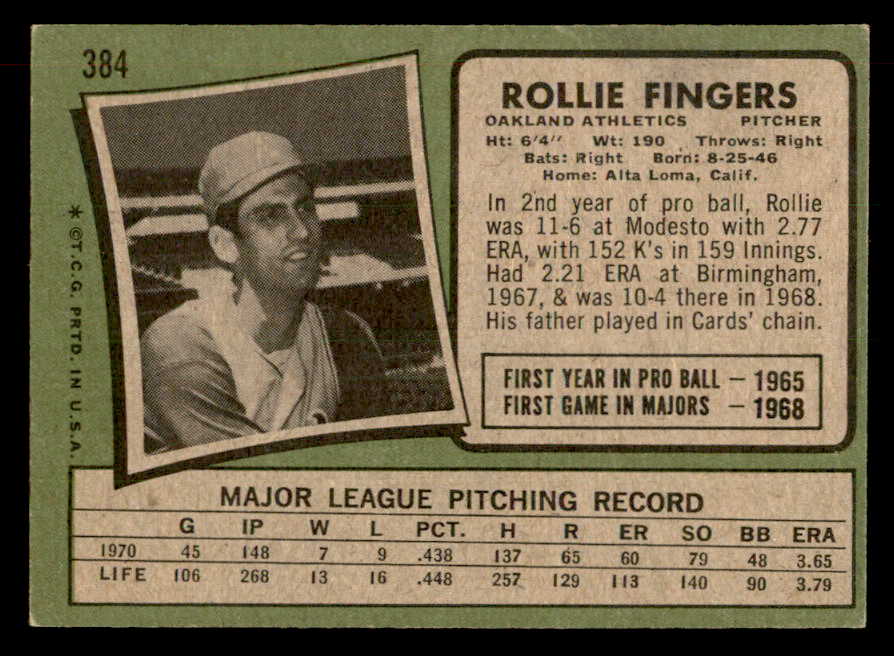 384
ROLLIE FINGERS
OAKLAND ATHLETICS PITCHER
Ht: 6'4" Wt: 190 Throws: Right
Bats: Right Born: 8-25-46
Home: Alta Loma, Calif.
In 2nd year of pro ball, Rollie
was 11-6 at Modesto with 2.77
ERA, with 152 K's in 159 Innings.
Had 2.21 ERA at Birmingham,
1967, & was 10-4 there in 1968.
His father played in Cards' chain.
FIRST YEAR IN PRO BALL — 1965
FIRST GAME IN MAJORS — 1968
* ©T.C.G. PRTD. IN U.S.A.
MAJOR LEAGUE PITCHING RECORD
G IP W L PCT. H R ER SO BB ERA
1970 45 148 7 9 .438 137 65 60 79 48 3.65
LIFE 106 268 13 16 .448 257 129 113 140 90 3.79